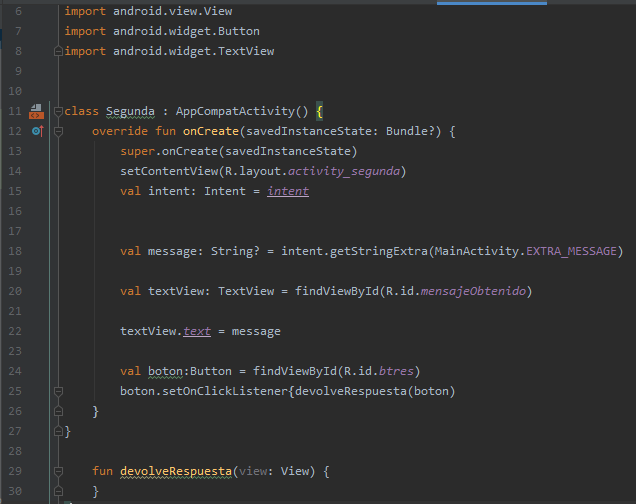 6 import android.view.View
7 import android.widget.Button
8 import android.widget.TextView
9
10
11 class Segunda : AppCompatActivity() {
12 override fun onCreate(savedInstanceState: Bundle?) {
13 super.onCreate(savedInstanceState)
14 setContentView(R.layout.activity_segunda)
15 val intent: Intent = intent
16
17
18 val message: String? = intent.getStringExtra(MainActivity.EXTRA_MESSAGE)
19
20 val textView: TextView = findViewById(R.id.mensajeObtenido)
21
22 textView.text = message
23
24 val boton:Button = findViewById(R.id.btres)
25 boton.setOnClickListener{devolveRespuesta(boton)
26 }
27 }
28
29 fun devolveRespuesta(view: View) {
30 }